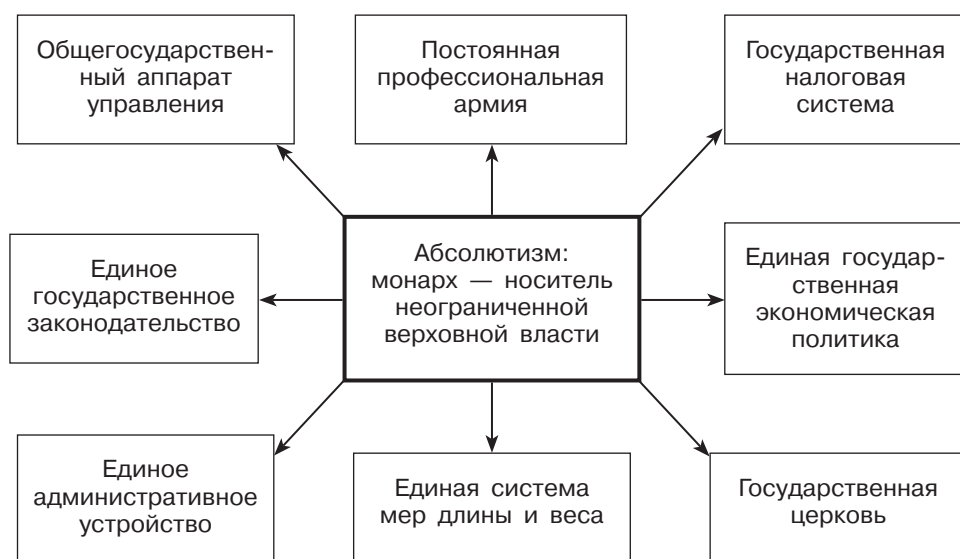 Общегосударствен-
ный аппарат
управления
Постоянная
профессиональная
армия
Государственная
налоговая
система
Единое
государственное
законодательство
Абсолютизм:
монарх — носитель
неограниченной
верховной власти
Единая государ-
ственная
экономическая
политика
Единое
административное
устройство
Единая система
мер длины и веса
Государственная
церковь